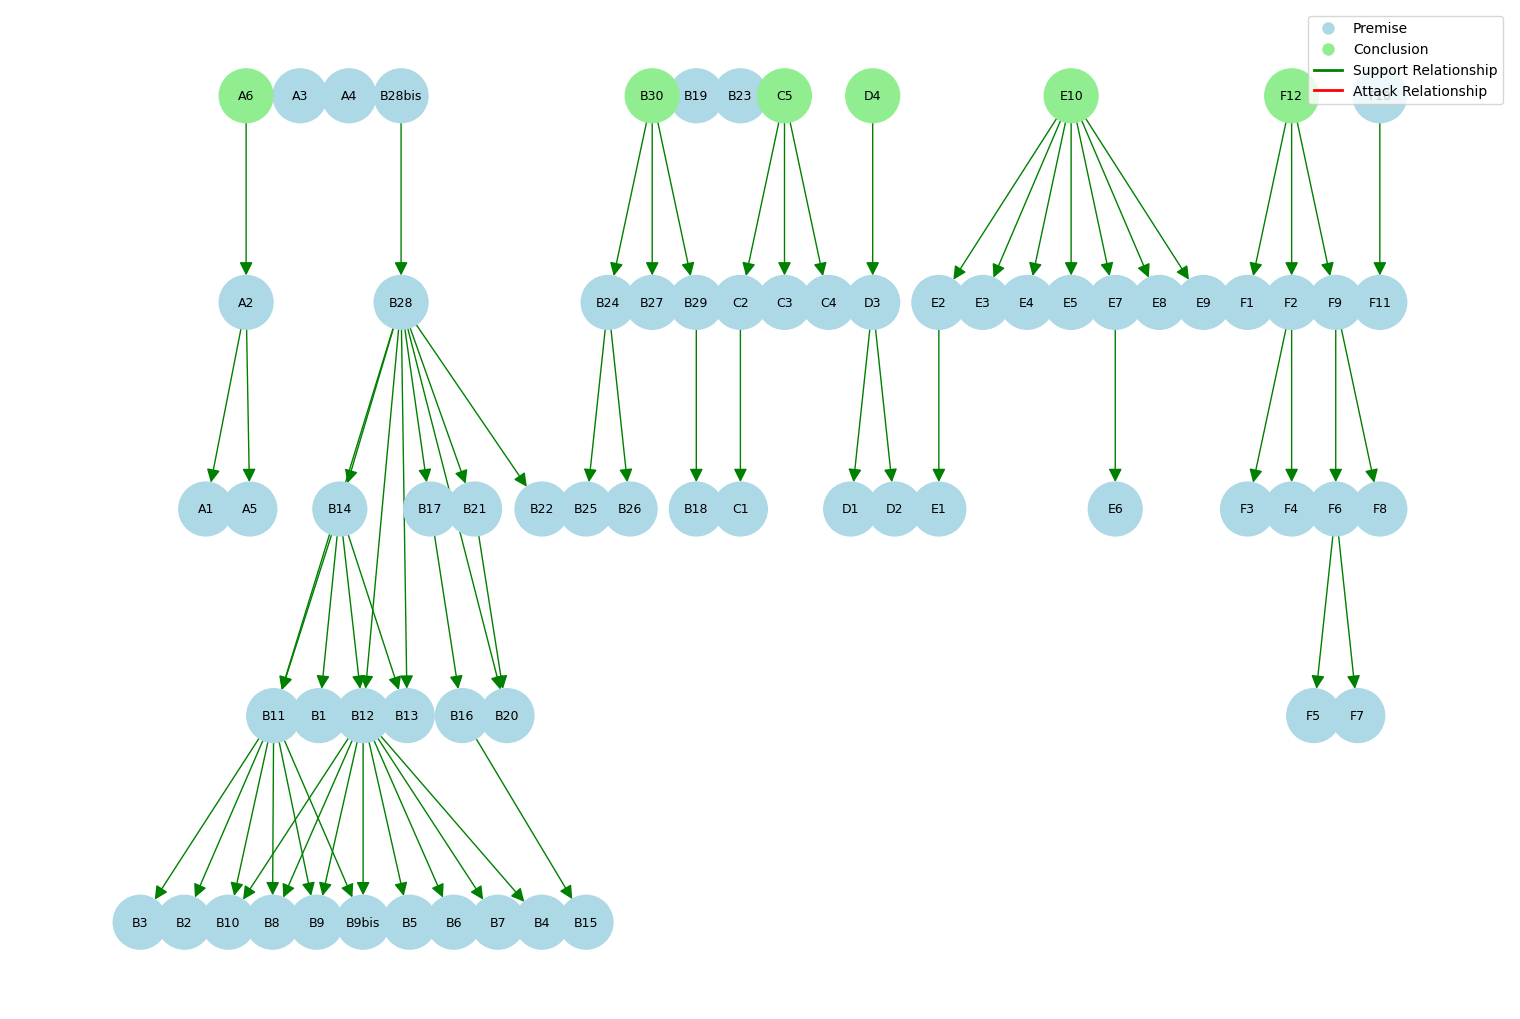 Premise
Conclusion
Support Relationship
Attack Relationship
A6 A3 A4 B28bis B30 B19 B23 C5 D4 E10 F12
A2 B28 B24 B27 B29 C2 C3 C4 D3 E2 E3 E4 E5 E7 E8 E9 F1 F2 F9 F11
A1 A5 B14 B17 B21 B22 B25 B26 B18 C1 D1 D2 E1 E6 F3 F4 F6 F8
B11 B1 B12 B13 B16 B20 F5 F7
B3 B2 B10 B8 B9 B9bis B5 B6 B7 B4 B15